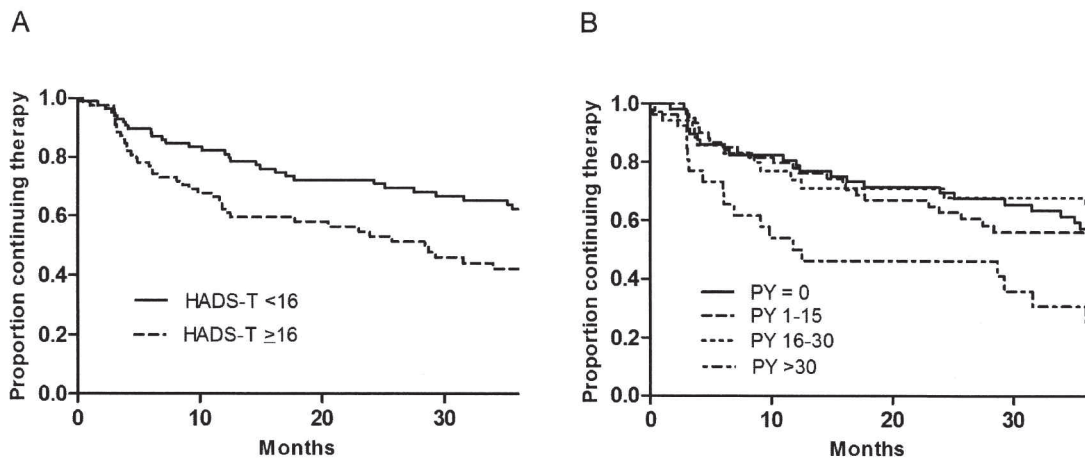 A
Proportion continuing therapy
1.0
0.8
0.6
0.4
0.2
0.0
HADS-T <16
HADS-T ≥16
0 10 20 30
Months
B
Proportion continuing therapy
1.0
0.8
0.6
0.4
0.2
0.0
PY = 0
PY 1-15
PY 16-30
PY >30
0 10 20 30
Months